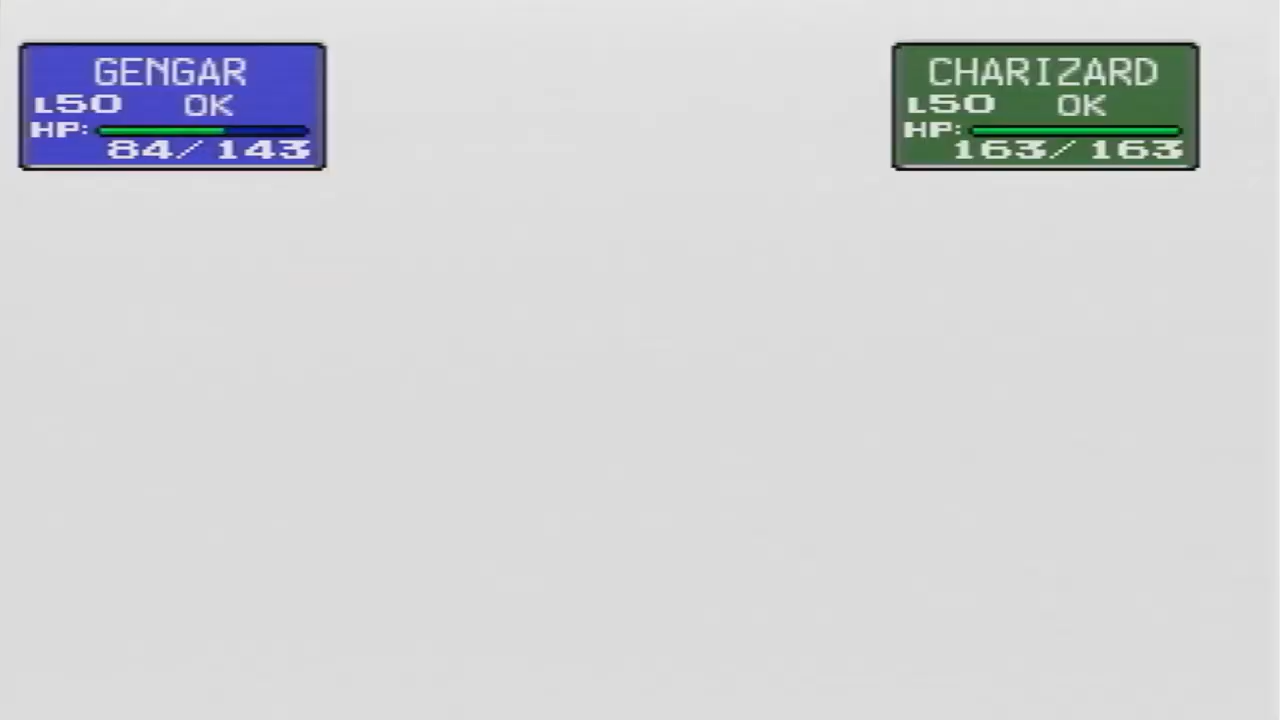 GENGAR
L50 OK
HP:
84/143
CHARIZARD
L50 OK
HP:
163/163